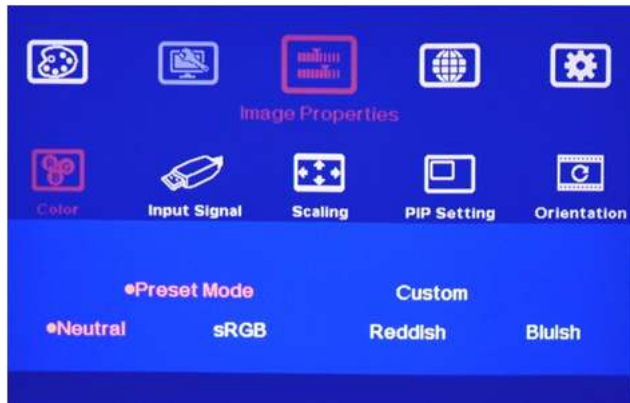 Image Properties
Color Input Signal Scaling PIP Setting Orientation
Preset Mode Custom
Neutral sRGB Reddish Bluish